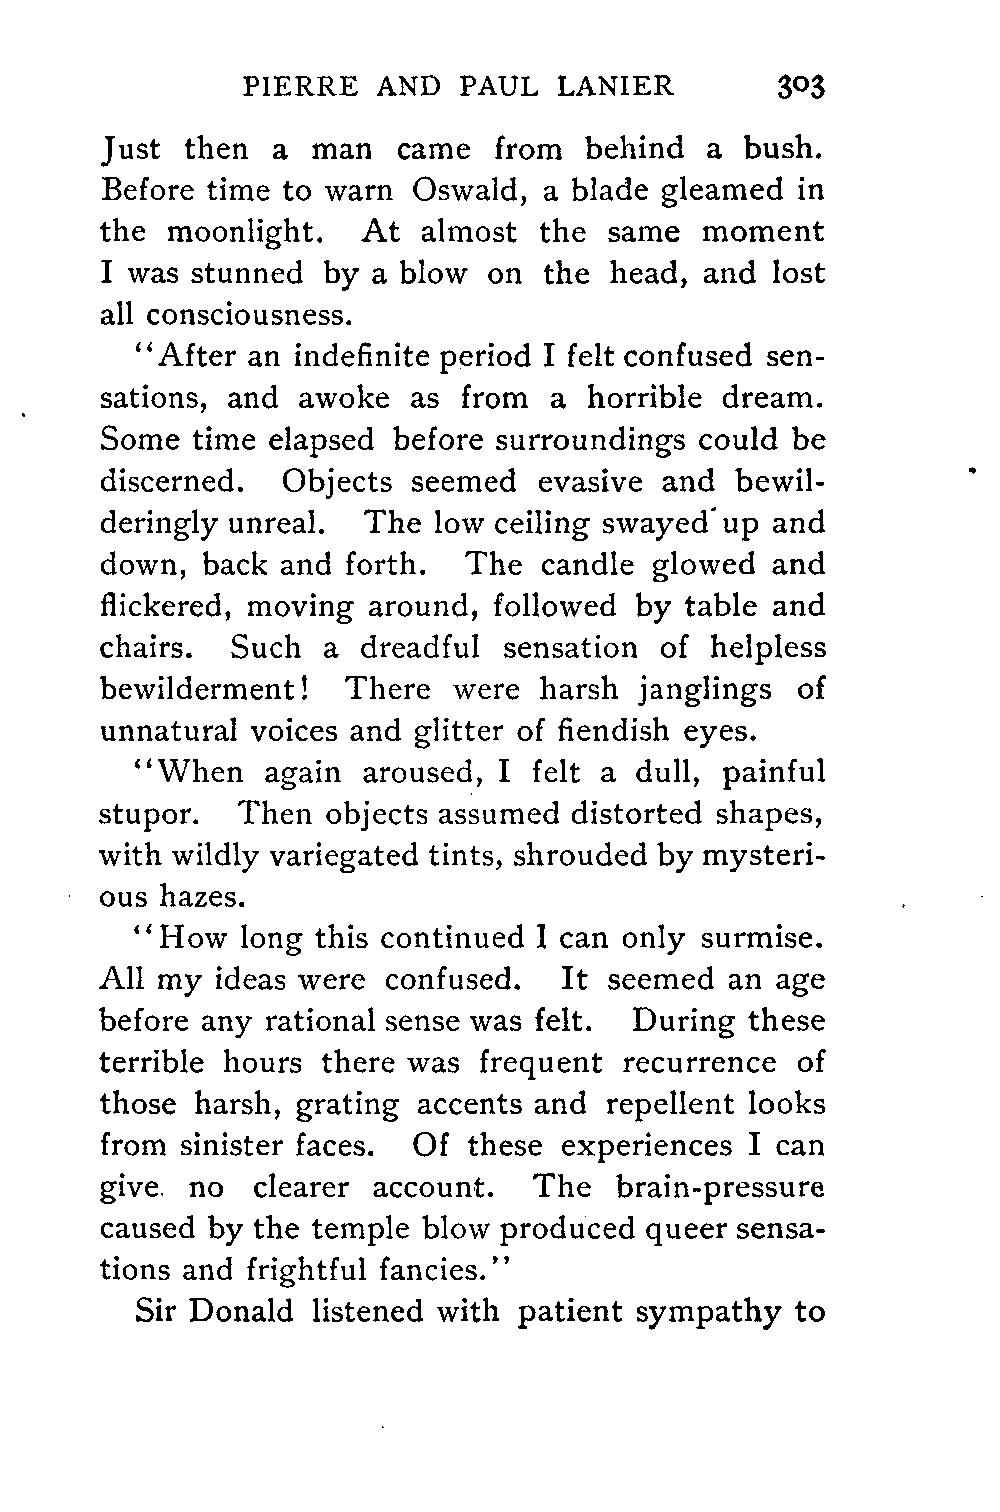 PIERRE AND PAUL LANIER 303
Just then a man came from behind a bush.
Before time to warn Oswald, a blade gleamed in
the moonlight. At almost the same moment
I was stunned by a blow on the head, and lost
all consciousness.
“After an indefinite period I felt confused sen-
sations, and awoke as from a horrible dream.
Some time elapsed before surroundings could be
discerned. Objects seemed evasive and bewil-
deringly unreal. The low ceiling swayed up and
down, back and forth. The candle glowed and
flickered, moving around, followed by table and
chairs. Such a dreadful sensation of helpless
bewilderment! There were harsh janglings of
unnatural voices and glitter of fiendish eyes.
“When again aroused, I felt a dull, painful
stupor. Then objects assumed distorted shapes,
with wildly variegated tints, shrouded by mysteri-
ous hazes.
“How long this continued I can only surmise.
All my ideas were confused. It seemed an age
before any rational sense was felt. During these
terrible hours there was frequent recurrence of
those harsh, grating accents and repellent looks
from sinister faces. Of these experiences I can
give no clearer account. The brain-pressure
caused by the temple blow produced queer sensa-
tions and frightful fancies.”
Sir Donald listened with patient sympathy to